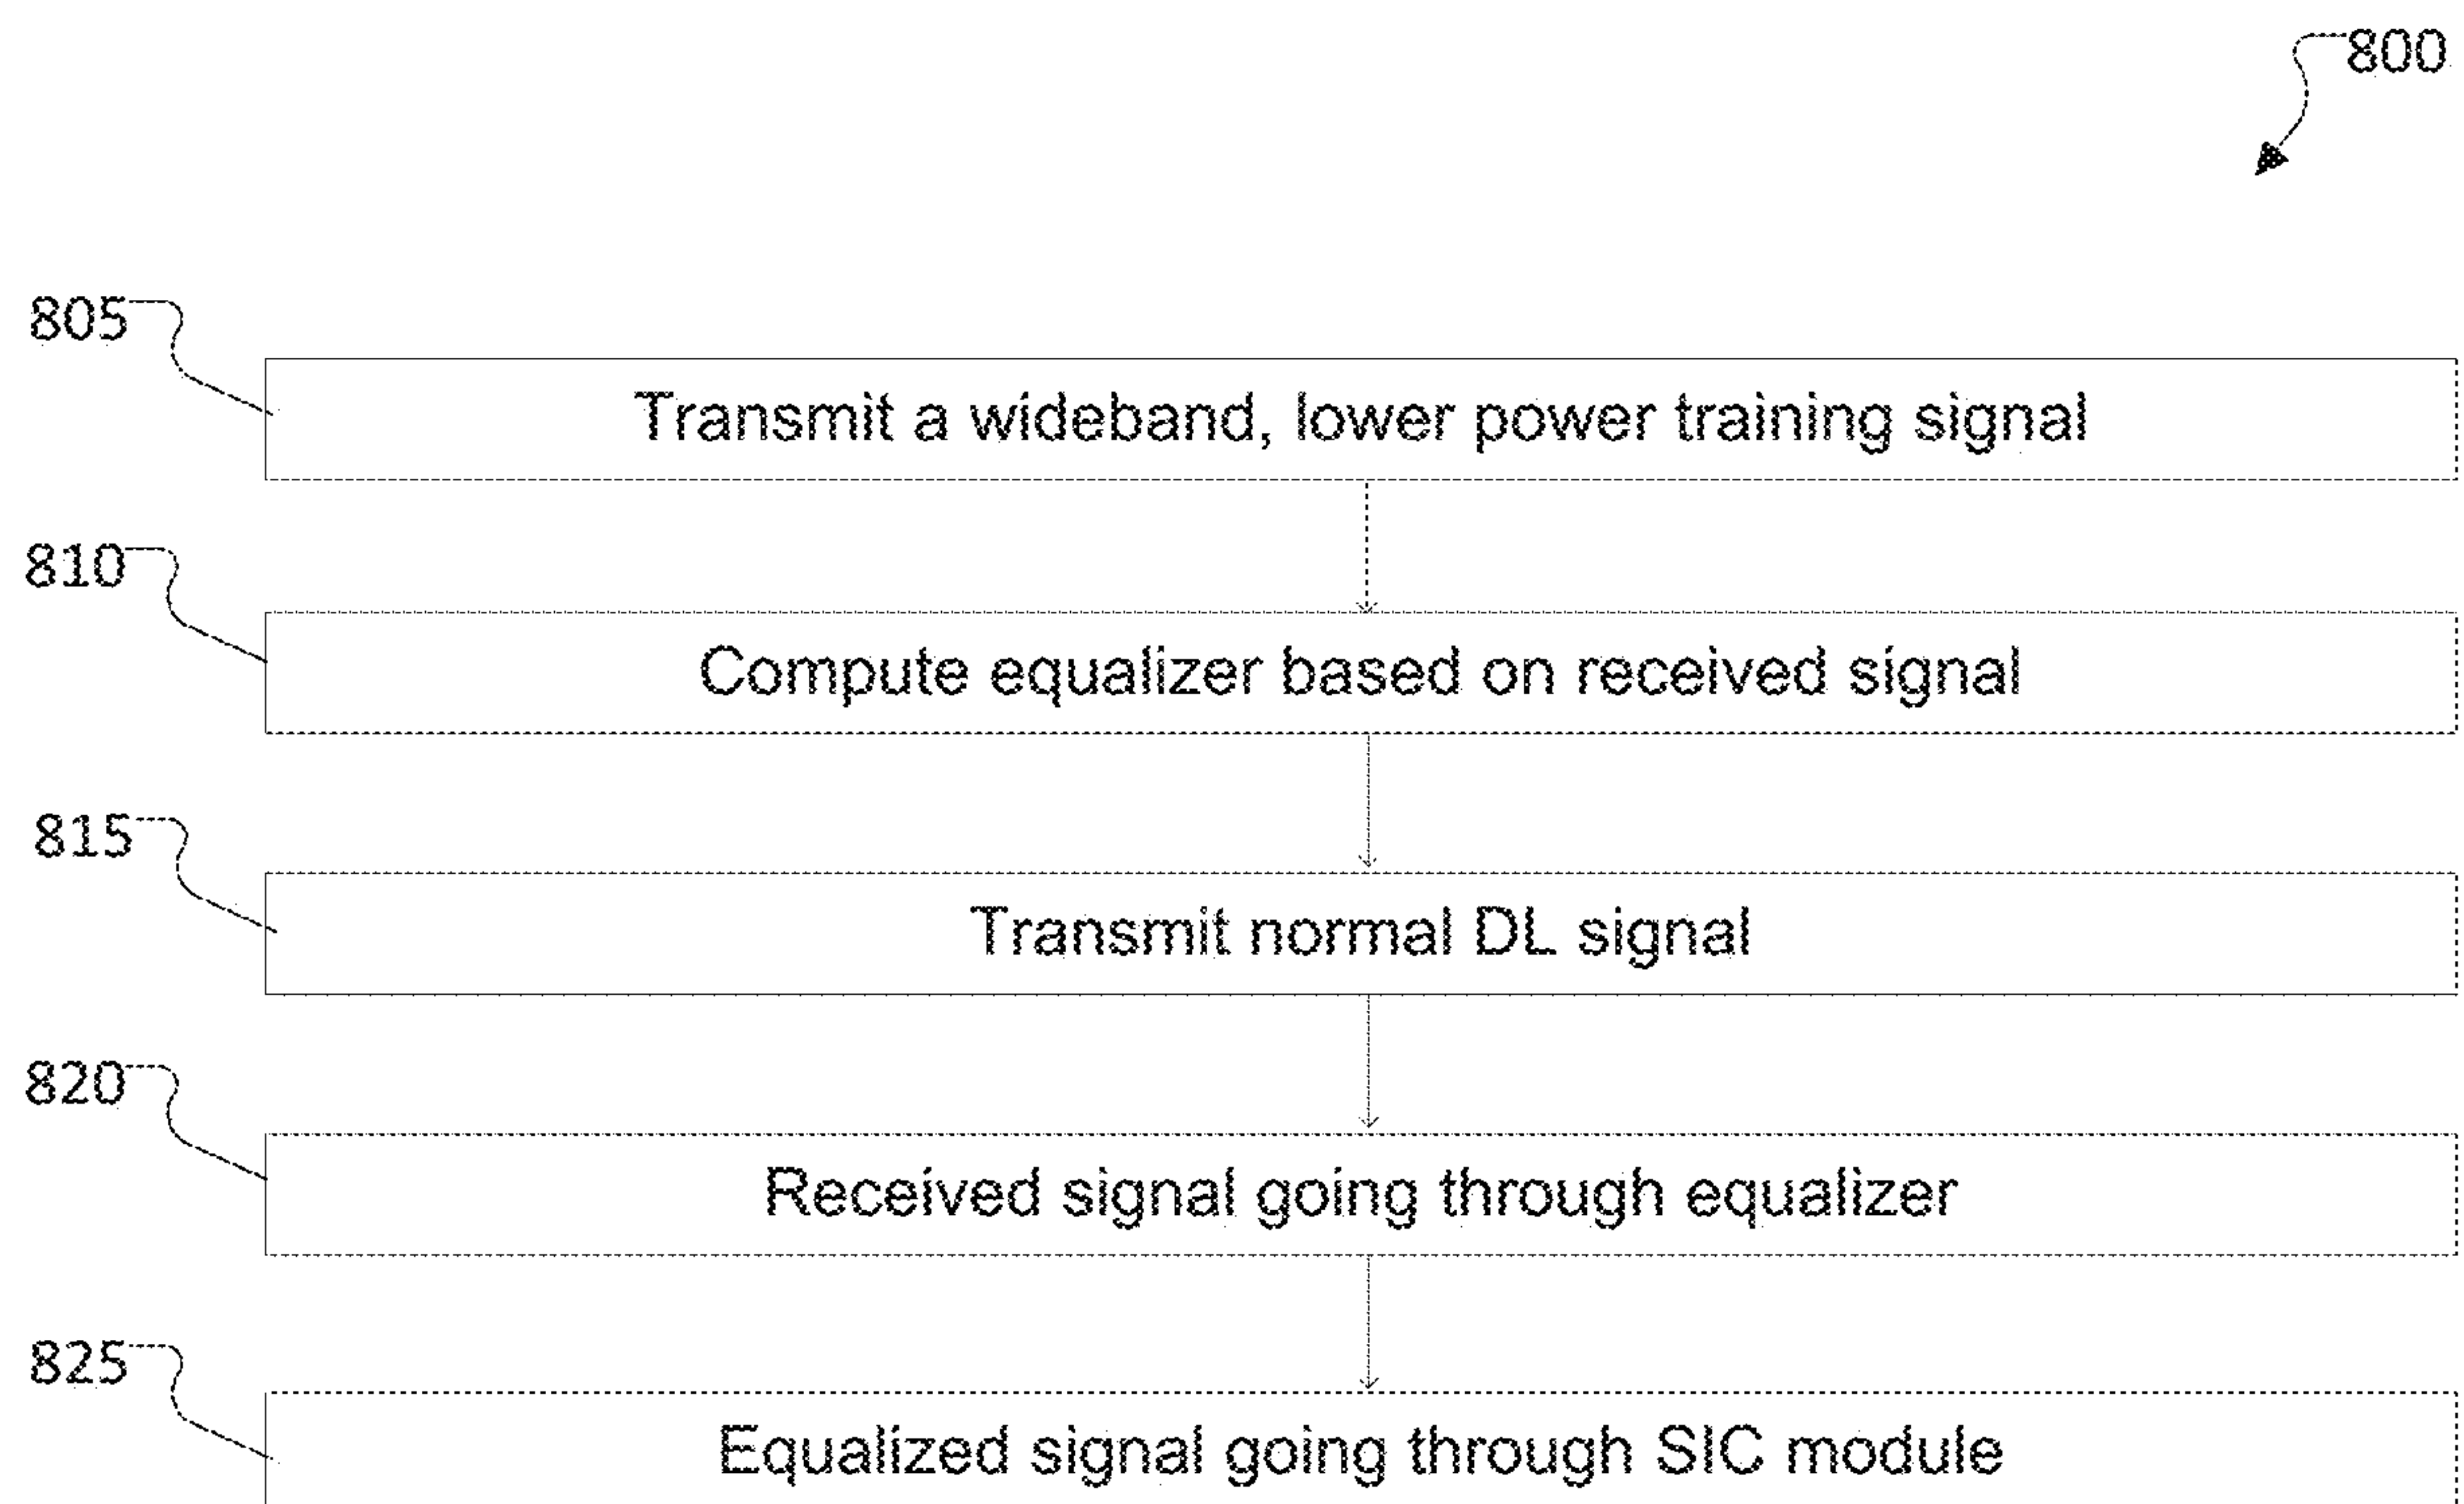 800
805
Transmit a wideband, lower power training signal
810
Compute equalizer based on received signal
815
Transmit normal DL signal
820
Received signal going through equalizer
825
Equalized signal going through SIC module